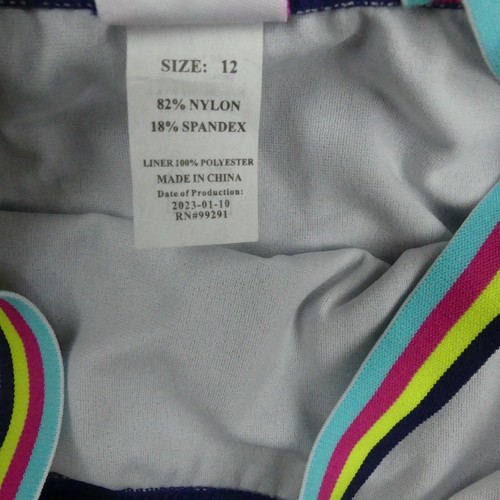 SIZE: 12
82% NYLON
18% SPANDEX
LINER 100% POLYESTER
MADE IN CHINA
Date of Production:
2023-01-10
RN#99291